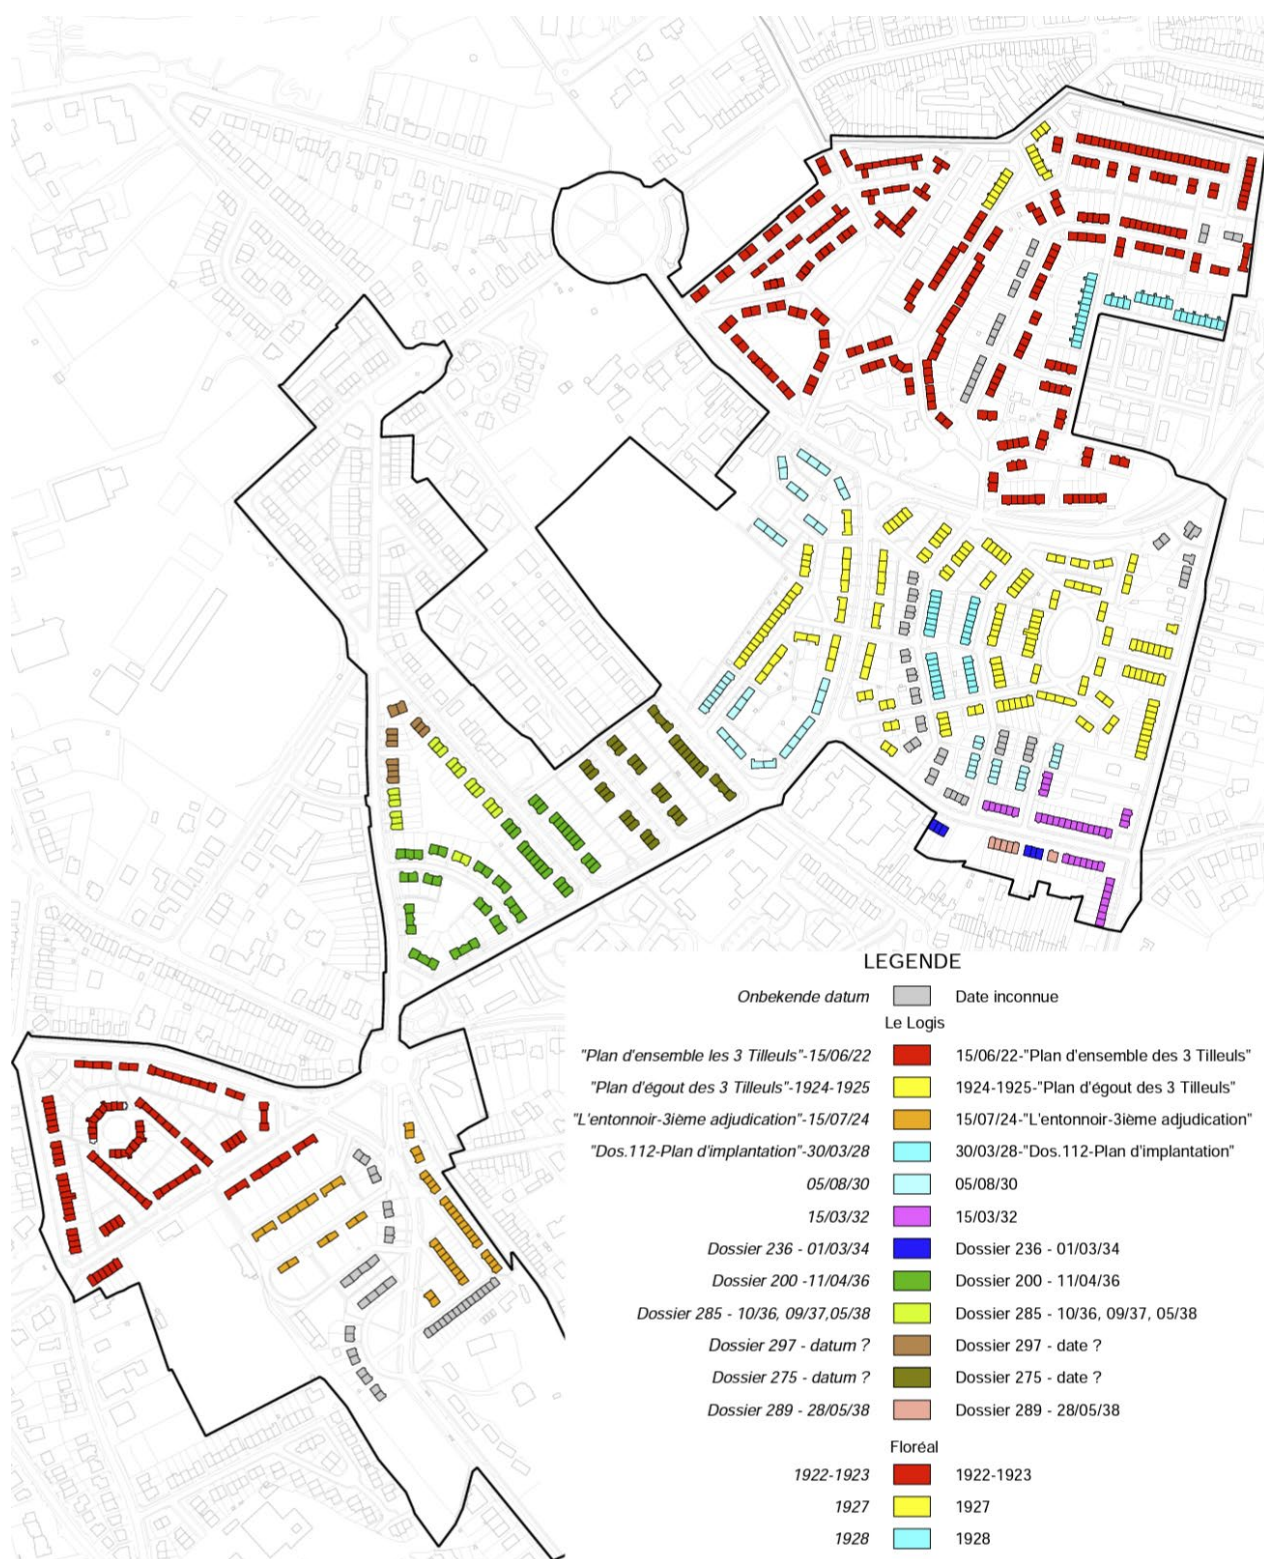 LEGENDE
Onbekende datum Date inconnue
Le Logis
"Plan d'ensemble les 3 Tilleuls"-15/06/22 15/06/22-"Plan d'ensemble des 3 Tilleuls"
"Plan d'égout des 3 Tilleuls"-1924-1925 1924-1925-"Plan d'égout des 3 Tilleuls"
"L'entonnoir-3ième adjudication"-15/07/24 15/07/24-"L'entonnoir-3ième adjudication"
"Dos.112-Plan d'implantation"-30/03/28 30/03/28-"Dos.112-Plan d'implantation"
05/08/30 05/08/30
15/03/32 15/03/32
Dossier 236 - 01/03/34 Dossier 236 - 01/03/34
Dossier 200 -11/04/36 Dossier 200 - 11/04/36
Dossier 285 - 10/36, 09/37,05/38 Dossier 285 - 10/36, 09/37, 05/38
Dossier 297 - datum ? Dossier 297 - date ?
Dossier 275 - datum ? Dossier 275 - date ?
Dossier 289 - 28/05/38 Dossier 289 - 28/05/38
Floréal
1922-1923 1922-1923
1927 1927
1928 1928